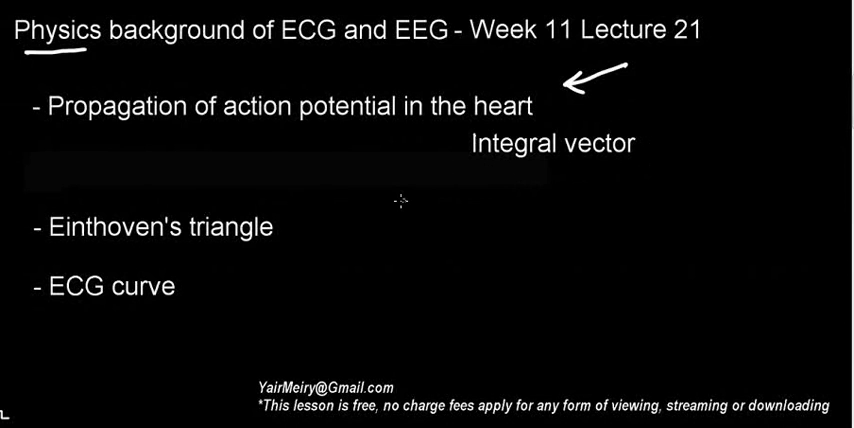 Physics background of ECG and EEG - Week 11 Lecture 21
- Propagation of action potential in the heart
Integral vector
- Einthoven's triangle
- ECG curve
YairMeiry@Gmail.com
*This lesson is free, no charge fees apply for any form of viewing, streaming or downloading